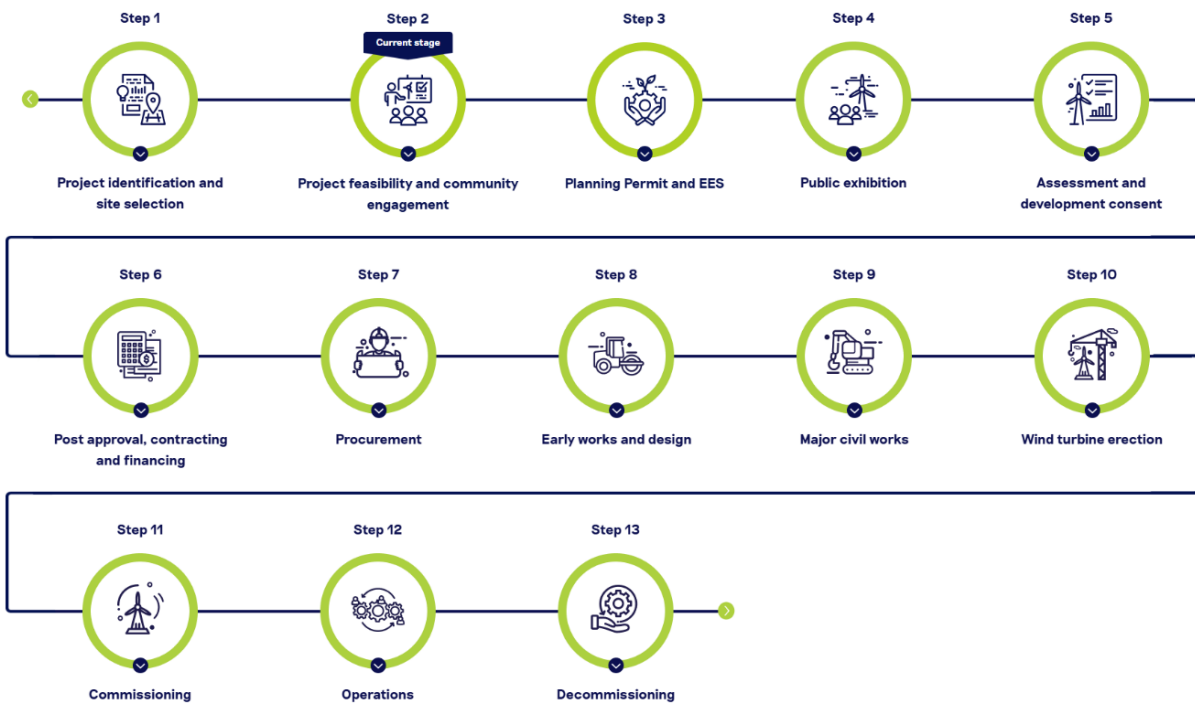 Step 1
Step 2
Step 3
Step 4
Step 5
Current stage
Project identification and
site selection
Project feasibility and community
engagement
Planning Permit and EES
Public exhibition
Assessment and
development consent
Step 6
Step 7
Step 8
Step 9
Step 10
Post approval, contracting
and financing
Procurement
Early works and design
Major civil works
Wind turbine erection
Step 11
Step 12
Step 13
Commissioning
Operations
Decommissioning